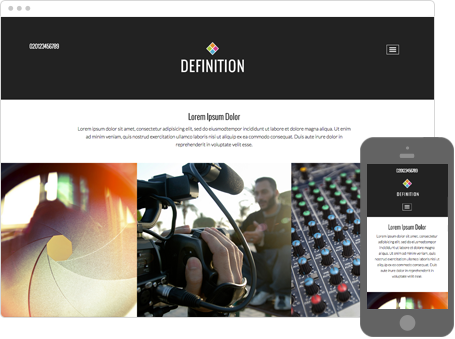 020123456789
DEFINITION
Lorem Ipsum Dolor
Lorem ipsum dolor sit amet, consectetur adipisicing elit, sed do eiusmodtempor incididunt ut labore et dolore magna aliqua. Ut enim
ad minim veniam, quis nostrud exercitation ullamco laboris nisi ut aliquip ex ea commodo consequat. Duis aute irure dolor in
reprehenderit in voluptate velit esse.
020123456789
DEFINITION
Lorem Ipsum Dolor
Lorem ipsum dolor sit amet,
consectetur adipisicing elit,
sed do eiusmodtempor
incididunt ut labore et dolore
magna aliqua. Ut enim ad
minim veniam, quis nostrud
exercitation ullamco laboris
nisi ut aliquip ex ea commodo
consequat. Duis aute irure
dolor in reprehenderit in
voluptate velit esse.